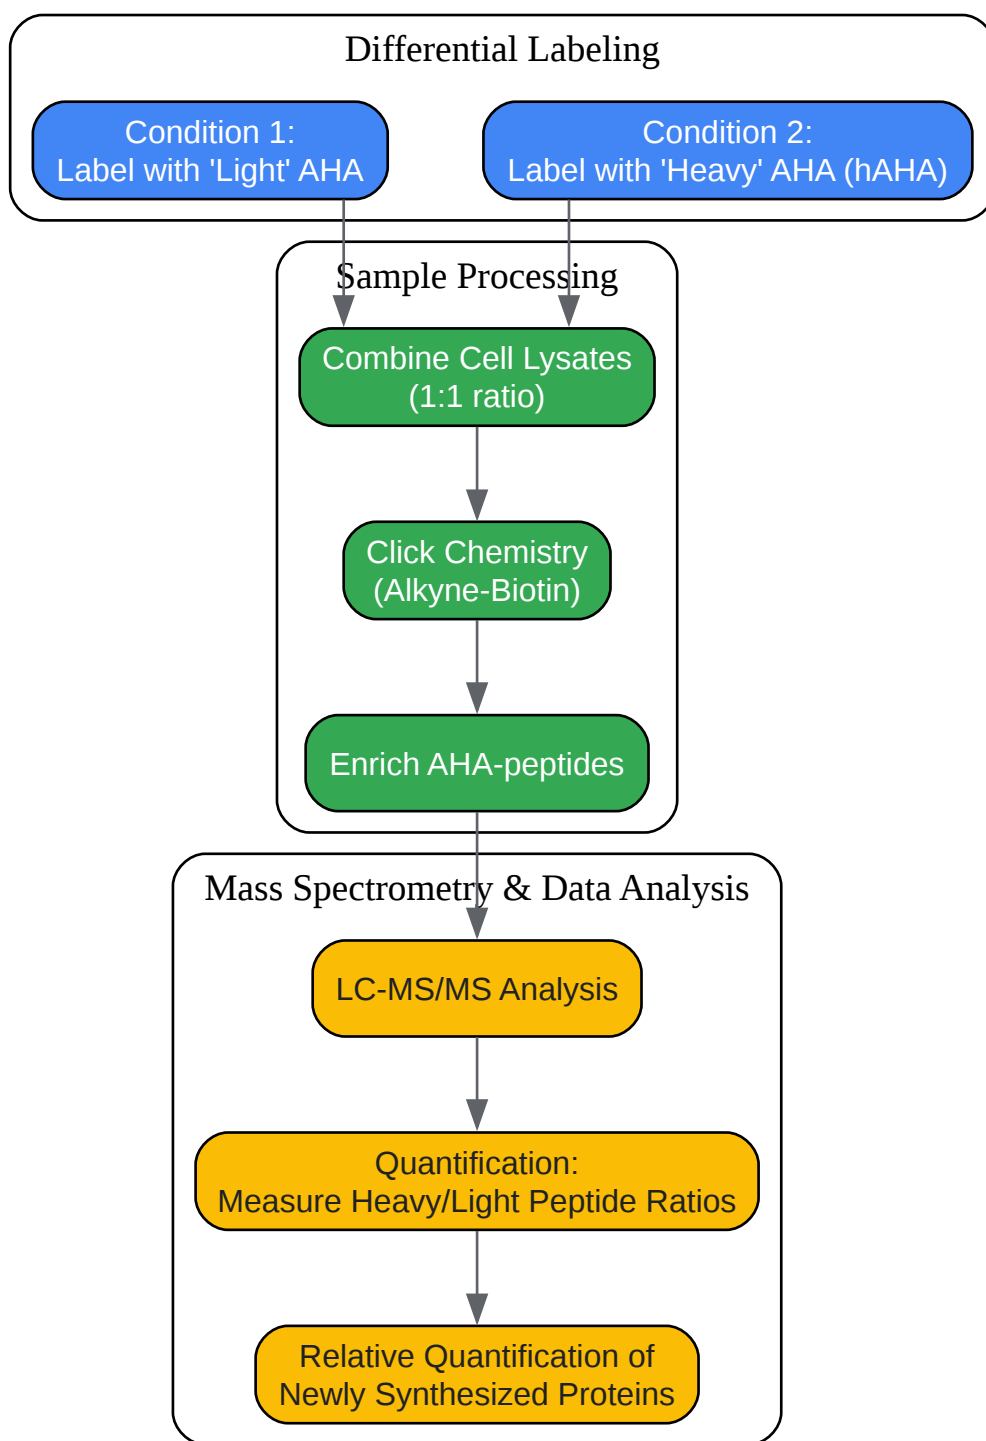 Differential Labeling
Condition 1:
Label with 'Light' AHA
Condition 2:
Label with 'Heavy' AHA (hAHA)
Sample Processing
Combine Cell Lysates
(1:1 ratio)
Click Chemistry
(Alkyne-Biotin)
Enrich AHA-peptides
Mass Spectrometry & Data Analysis
LC-MS/MS Analysis
Quantification:
Measure Heavy/Light Peptide Ratios
Relative Quantification of
Newly Synthesized Proteins